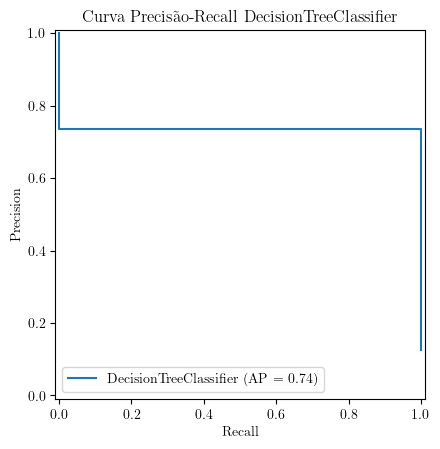 Curva Precisão-Recall DecisionTreeClassifier
1.0
0.8
0.6
0.4
0.2
0.0
Precision
DecisionTreeClassifier (AP = 0.74)
0.0 0.2 0.4 0.6 0.8 1.0
Recall